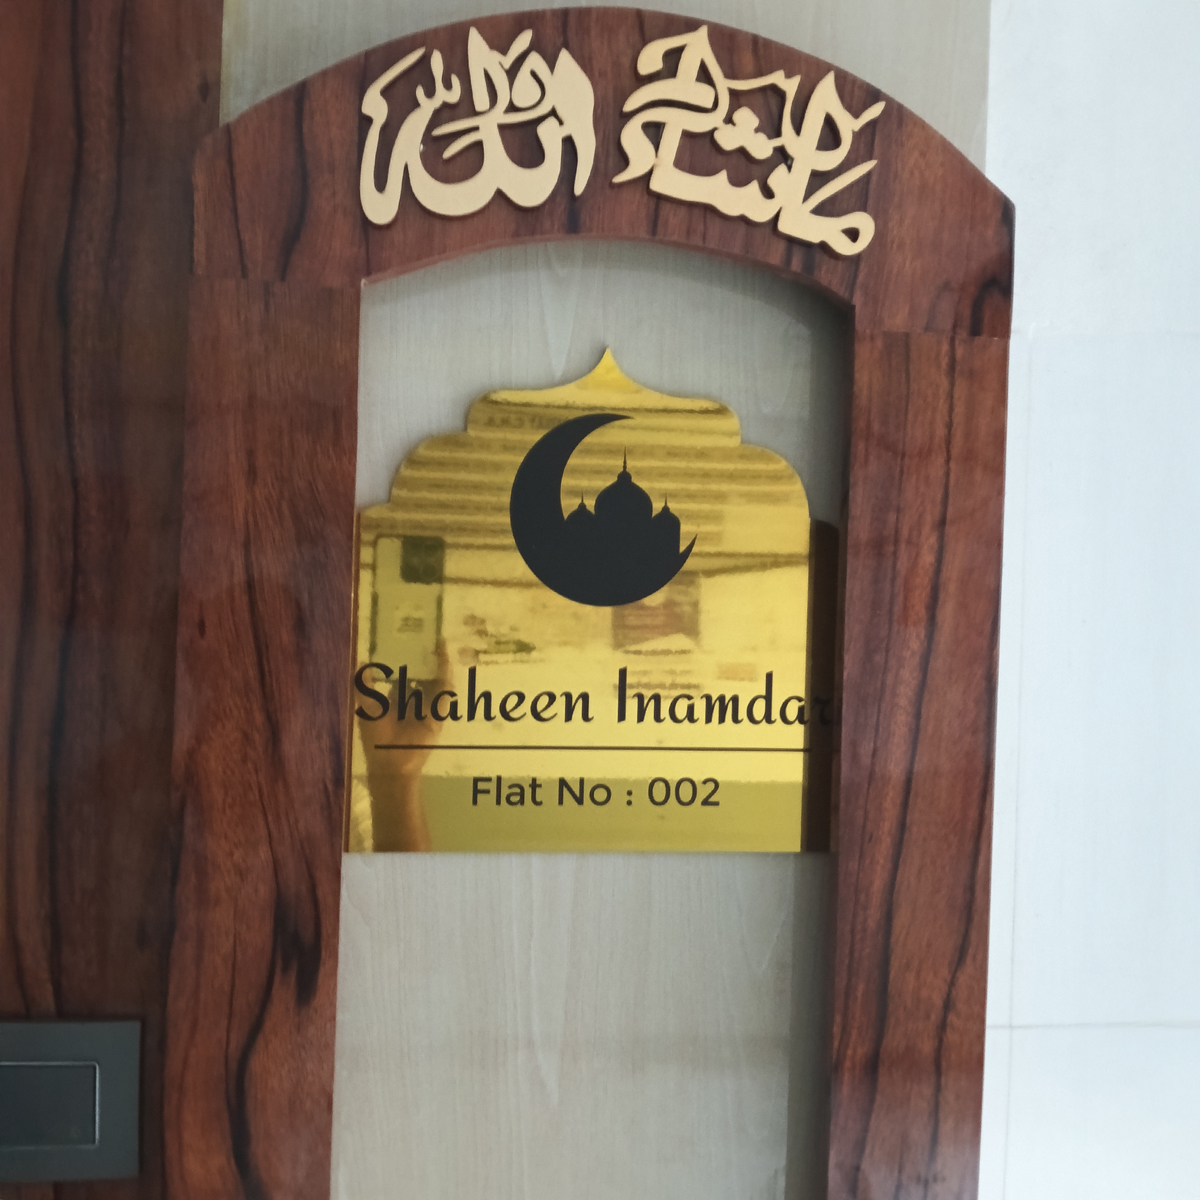 ما شاء الله
Shaheen Inamdar
Flat No : 002